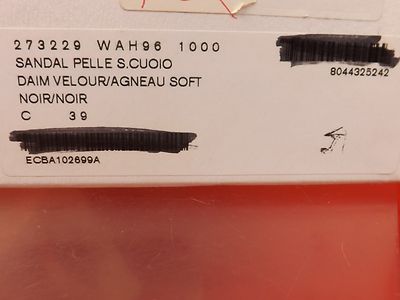 273229 WAH96 1000
8044325242
SANDAL PELLE S.CUOIO
DAIM VELOUR/AGNEAU SOFT
NOIR/NOIR
C 39
ECBA102699A